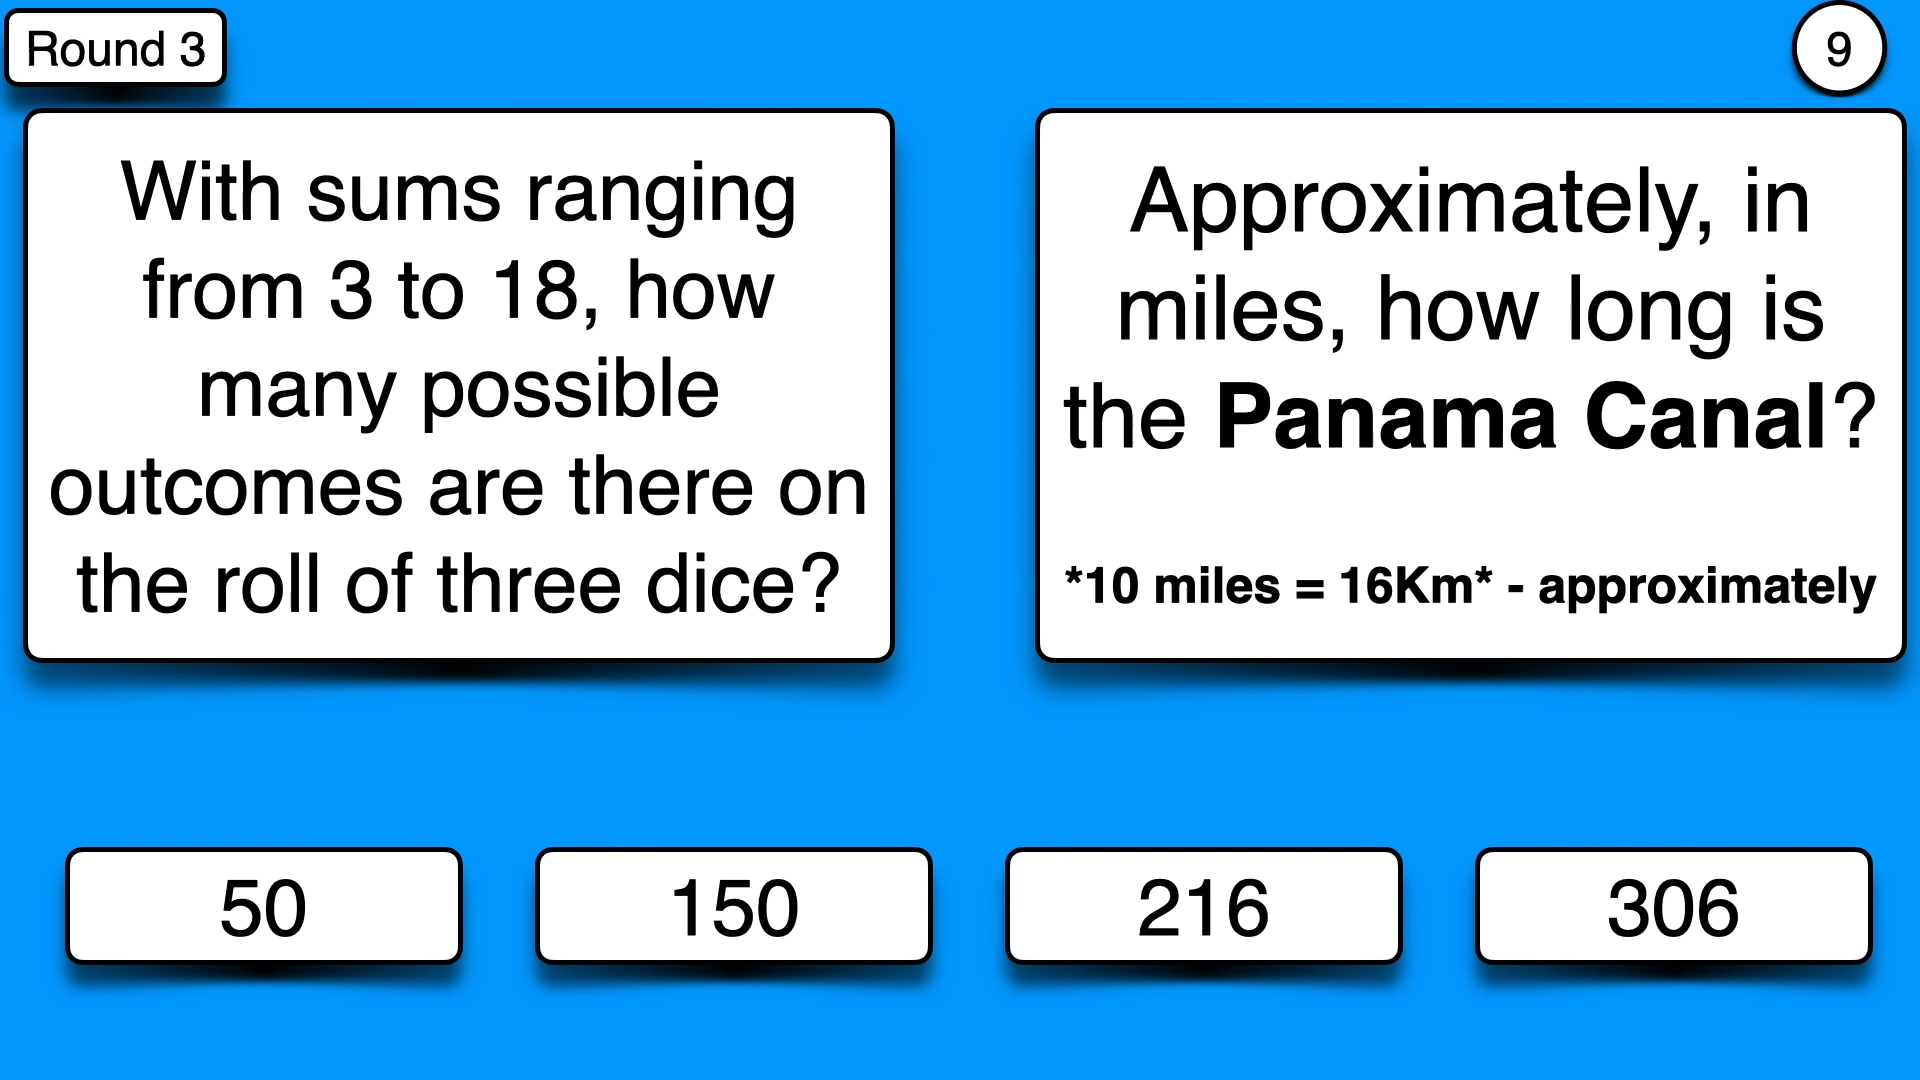 Round 3
9
With sums ranging
from 3 to 18, how
many possible
outcomes are there on
the roll of three dice?
Approximately, in
miles, how long is
the Panama Canal?
*10 miles = 16Km* - approximately
50
150
216
306